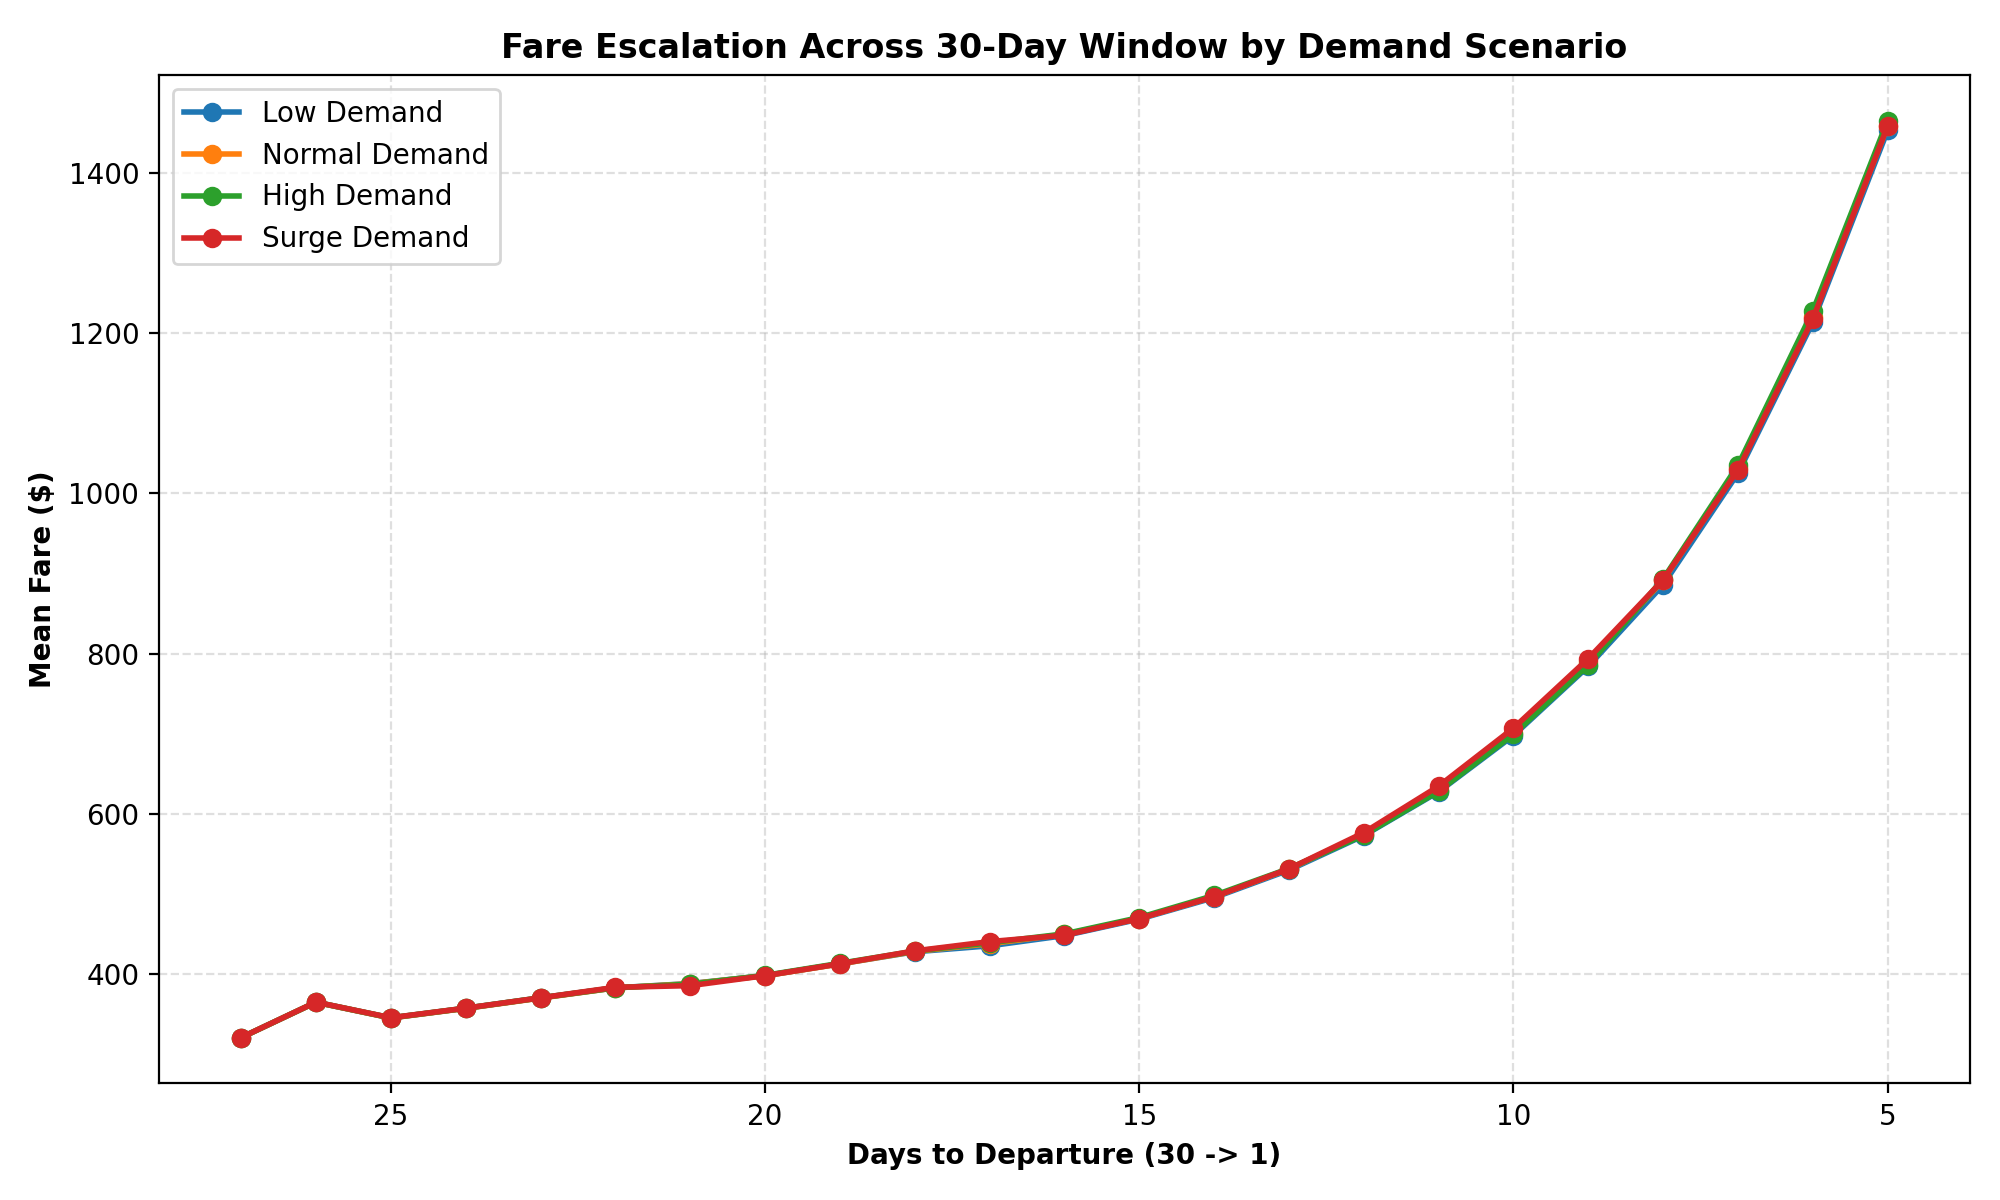 Fare Escalation Across 30-Day Window by Demand Scenario
Low Demand
Normal Demand
High Demand
Surge Demand
Mean Fare ($)
1400
1200
1000
800
600
400
25 20 15 10 5
Days to Departure (30 -> 1)